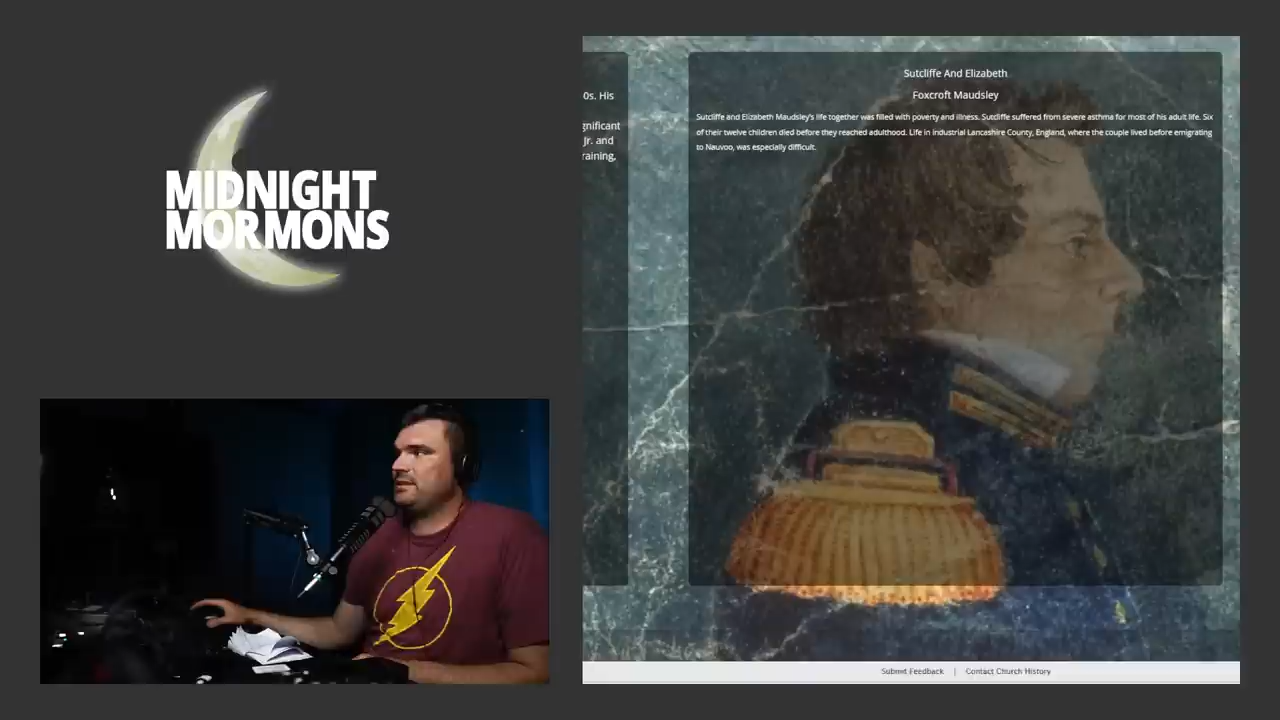 MIDNIGHT
MORMONS
0s. His
gnificant
Jr. and
raining,
Sutcliffe And Elizabeth
Foxcroft Maudsley
Sutcliffe and Elizabeth Maudsley's life together was filled with poverty and illness. Sutcliffe suffered from severe asthma for most of his adult life. Six
of their twelve children died before they reached adulthood. Life in industrial Lancashire County, England, where the couple lived before emigrating
to Nauvoo, was especially difficult.
Submit Feedback | Contact Church History